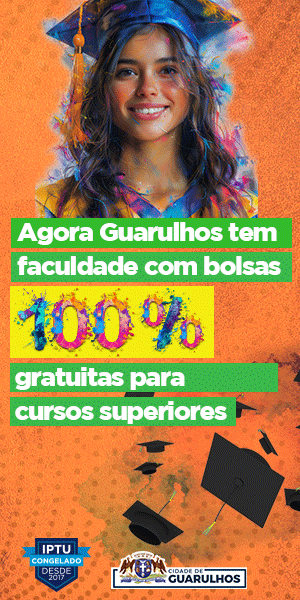 Agora Guarulhos tem
faculdade com bolsas
100%
gratuitas para
cursos superiores
IPTU
CONGELADO
DESDE
2017
CIDADE DE
GUARULHOS